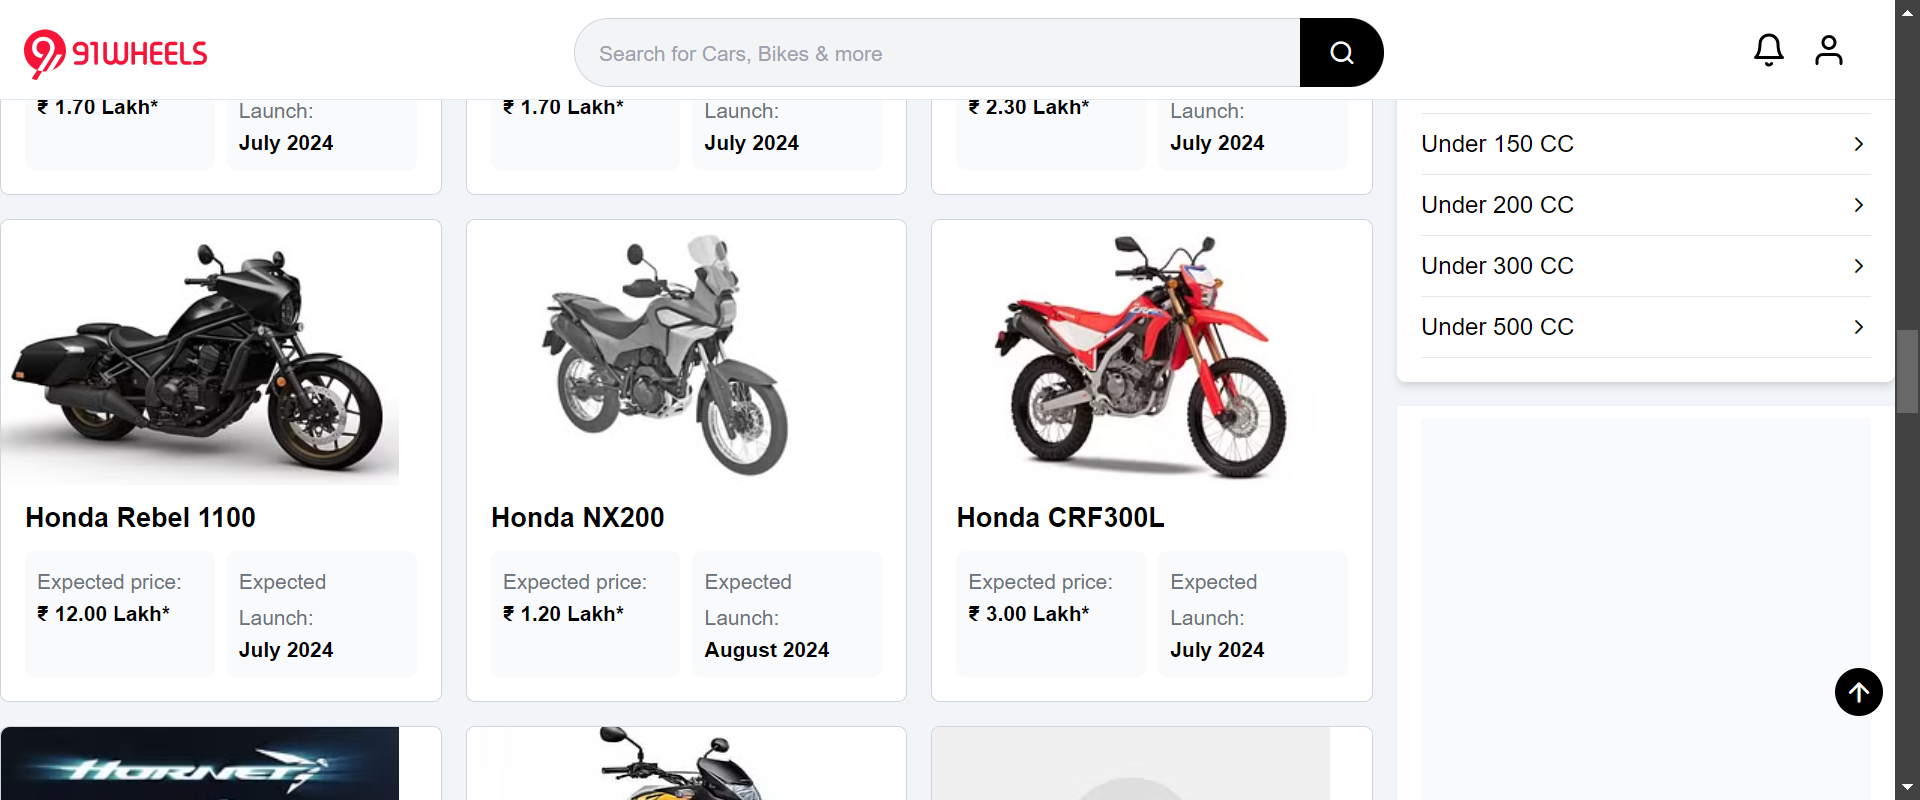 91WHEELS
Search for Cars, Bikes & more
₹ 1.70 Lakh*
Launch:
July 2024
₹ 1.70 Lakh*
Launch:
July 2024
₹ 2.30 Lakh*
Launch:
July 2024
Under 150 CC
Under 200 CC
Under 300 CC
Under 500 CC
CRF
Honda Rebel 1100
Expected price:
₹ 12.00 Lakh*
Expected
Launch:
July 2024
Honda NX200
Expected price:
₹ 1.20 Lakh*
Expected
Launch:
August 2024
Honda CRF300L
Expected price:
₹ 3.00 Lakh*
Expected
Launch:
July 2024
HORNET